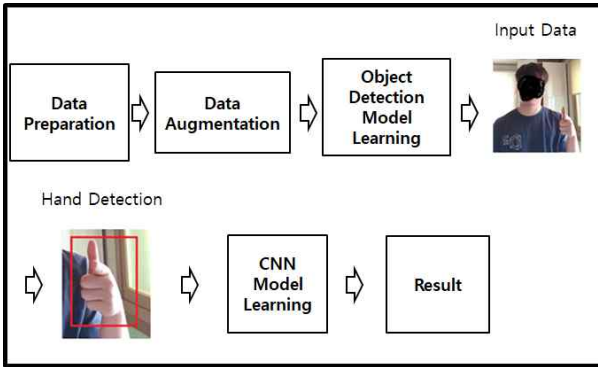 Input Data
Data
Preparation
Data
Augmentation
Object
Detection
Model
Learning
Hand Detection
CNN
Model
Learning
Result